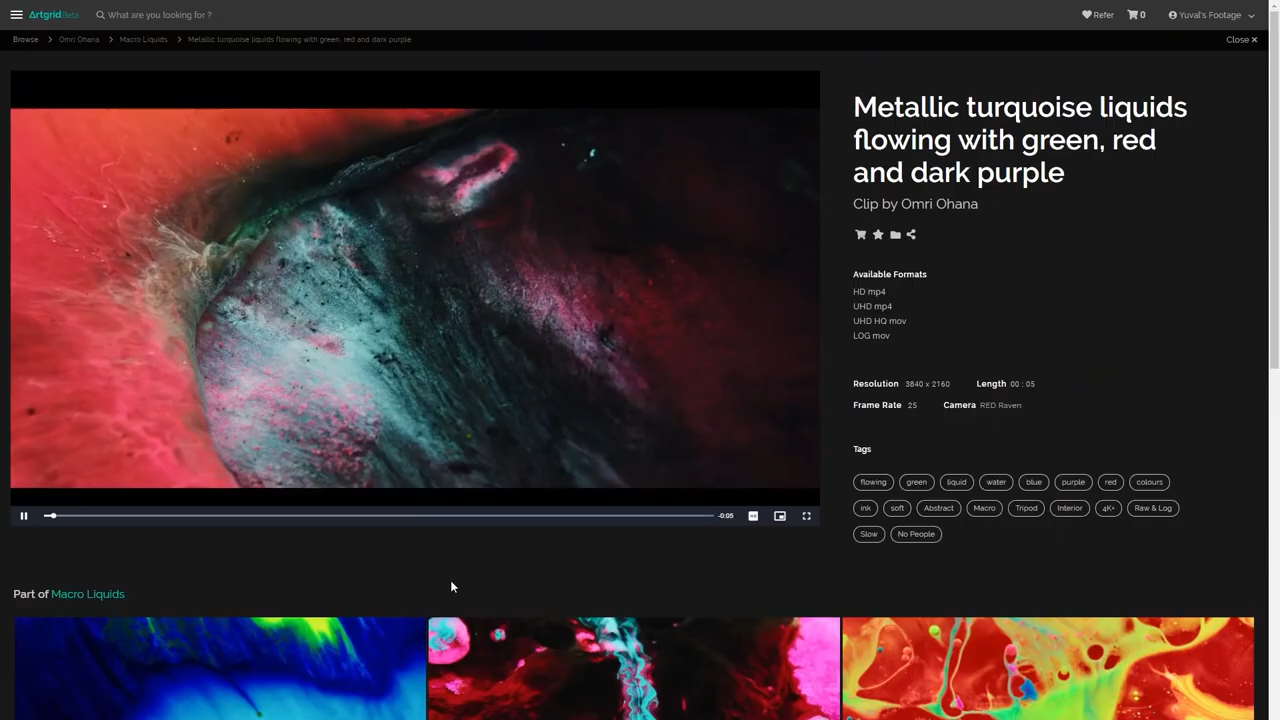 Artgrid Beta
What are you looking for ?
Refer
0
Yuval's Footage
Browse > Omri Ohana > Macro Liquids > Metallic turquoise liquids flowing with green, red and dark purple
Close ×
Metallic turquoise liquids
flowing with green, red
and dark purple
Clip by Omri Ohana
Available Formats
HD mp4
UHD mp4
UHD HQ mov
LOG mov
Resolution 3840 x 2160 Length 00 : 05
Frame Rate 25 Camera RED Raven
Tags
flowing green liquid water blue purple red colours
ink soft Abstract Macro Tripod Interior 4K+ Raw & Log
Slow No People
-0:05
Part of Macro Liquids